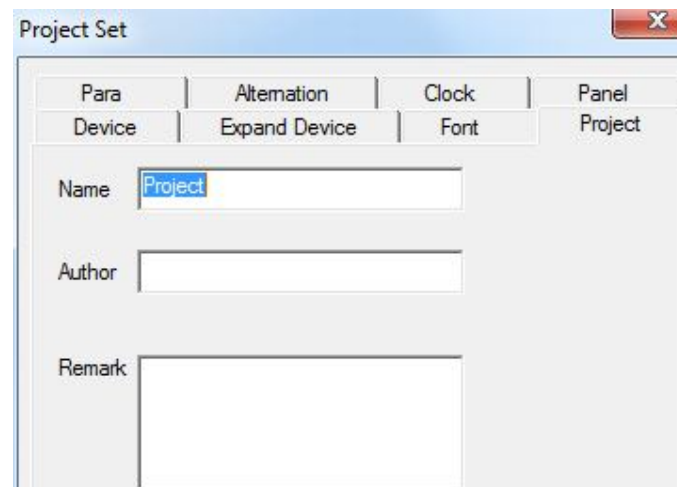 Project Set
Para Alternation Clock Panel
Device Expand Device Font Project
Name Project
Author
Remark